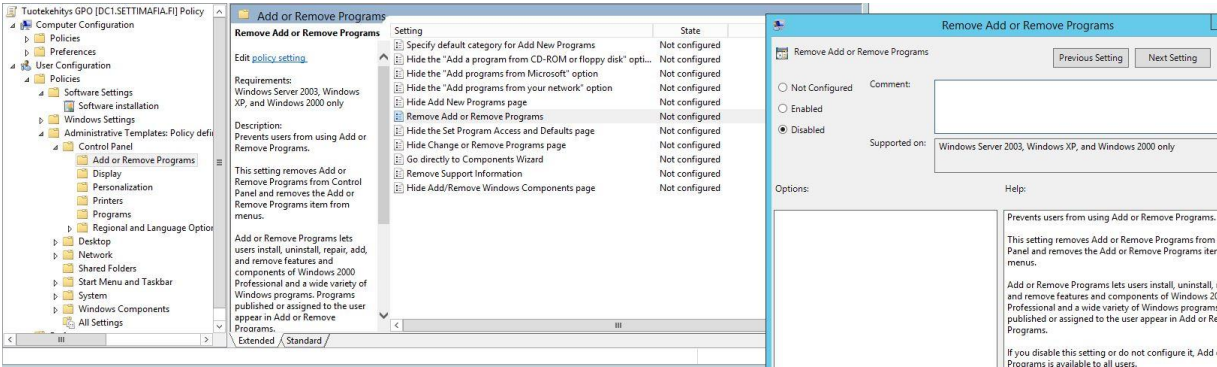 Tuotekehitys GPO [DC1.SETTIMAFIA.FI] Policy
Computer Configuration
Policies
Preferences
User Configuration
Policies
Software Settings
Software installation
Windows Settings
Administrative Templates: Policy defi
Control Panel
Add or Remove Programs
Display
Personalization
Printers
Programs
Regional and Language Option
Desktop
Network
Shared Folders
Start Menu and Taskbar
System
Windows Components
All Settings
Add or Remove Programs
Remove Add or Remove Programs
Edit policy setting
Requirements:
Windows Server 2003, Windows
XP, and Windows 2000 only
Description:
Prevents users from using Add or
Remove Programs.
This setting removes Add or
Remove Programs from Control
Panel and removes the Add or
Remove Programs item from
menus.
Add or Remove Programs lets
users install, uninstall, repair, add,
and remove features and
components of Windows 2000
Professional and a wide variety of
Windows programs. Programs
published or assigned to the user
appear in Add or Remove
Programs.
Extended Standard
Setting State
Specify default category for Add New Programs Not configured
Hide the "Add a program from CD-ROM or floppy disk" opti... Not configured
Hide the "Add programs from Microsoft" option Not configured
Hide the "Add programs from your network" option Not configured
Hide Add New Programs page Not configured
Remove Add or Remove Programs Not configured
Hide the Set Program Access and Defaults page Not configured
Hide Change or Remove Programs page Not configured
Go directly to Components Wizard Not configured
Remove Support Information Not configured
Hide Add/Remove Windows Components page Not configured
Remove Add or Remove Programs
Remove Add or Remove Programs
Previous Setting Next Setting
Not Configured Comment:
Enabled
Disabled
Supported on: Windows Server 2003, Windows XP, and Windows 2000 only
Options: Help:
Prevents users from using Add or Remove Programs.
This setting removes Add or Remove Programs from
Panel and removes the Add or Remove Programs iter
menus.
Add or Remove Programs lets users install, uninstall,
and remove features and components of Windows 20
Professional and a wide variety of Windows programs
published or assigned to the user appear in Add or Re
Programs.
If you disable this setting or do not configure it, Add
Programs is available to all users.